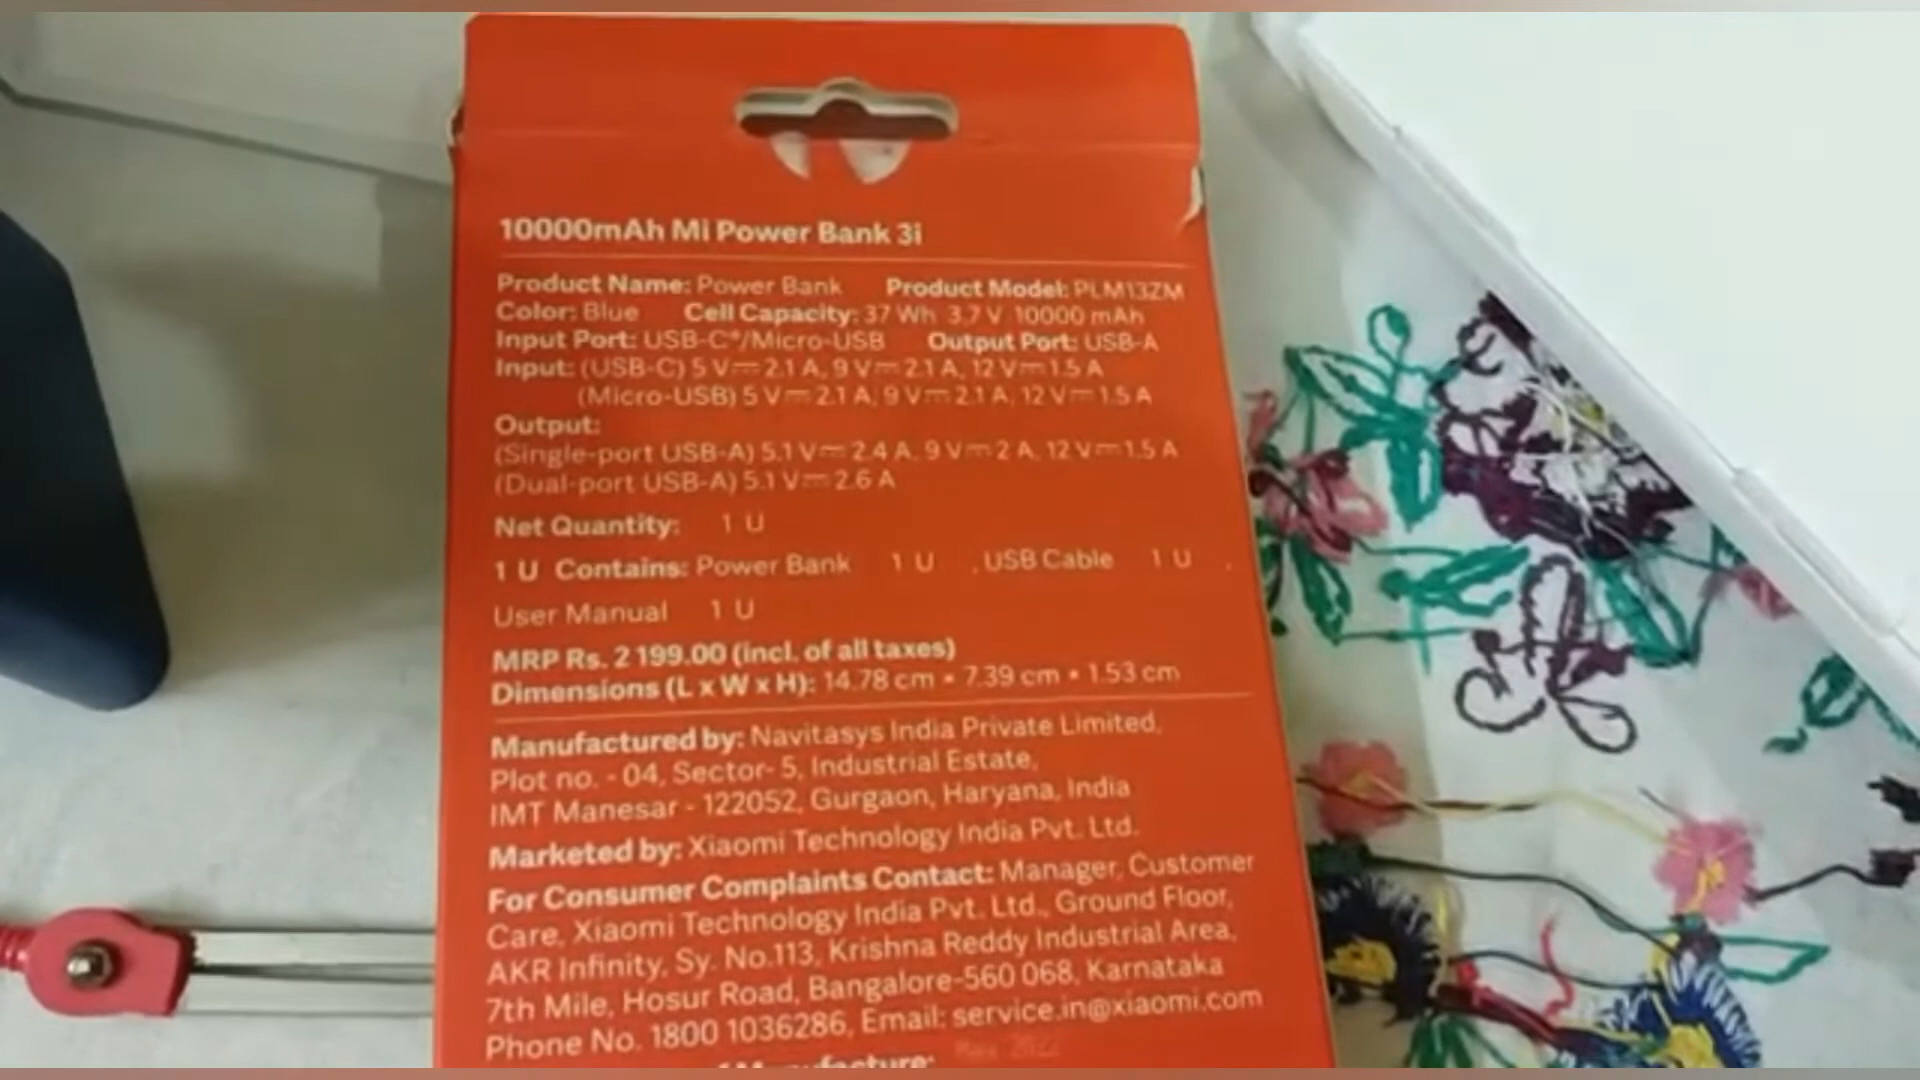 10000mAh Mi Power Bank 3i
Product Name: Power Bank Product Model: PLM13ZM
Color: Blue Cell Capacity: 37 Wh 3.7 V 10000 mAh
Input Port: USB-C*/Micro-USB Output Port: USB-A
Input: (USB-C) 5 V⎓2.1 A, 9 V⎓2.1 A, 12 V⎓1.5 A
(Micro-USB) 5 V⎓2.1 A, 9 V⎓2.1 A, 12 V⎓1.5 A
Output:
(Single-port USB-A) 5.1 V⎓2.4 A, 9 V⎓2 A, 12 V⎓1.5 A
(Dual-port USB-A) 5.1 V⎓2.6 A
Net Quantity: 1 U
1 U Contains: Power Bank 1 U , USB Cable 1 U ,
User Manual 1 U
MRP Rs. 2 199.00 (incl. of all taxes)
Dimensions (L x W x H): 14.78 cm * 7.39 cm * 1.53 cm
Manufactured by: Navitasys India Private Limited,
Plot no. - 04, Sector- 5, Industrial Estate,
IMT Manesar - 122052, Gurgaon, Haryana, India
Marketed by: Xiaomi Technology India Pvt. Ltd.
For Consumer Complaints Contact: Manager, Customer
Care, Xiaomi Technology India Pvt. Ltd., Ground Floor,
AKR Infinity, Sy. No.113, Krishna Reddy Industrial Area,
7th Mile, Hosur Road, Bangalore-560 068, Karnataka
Phone No. 1800 1036286, Email: service.in@xiaomi.com
Manufacture: